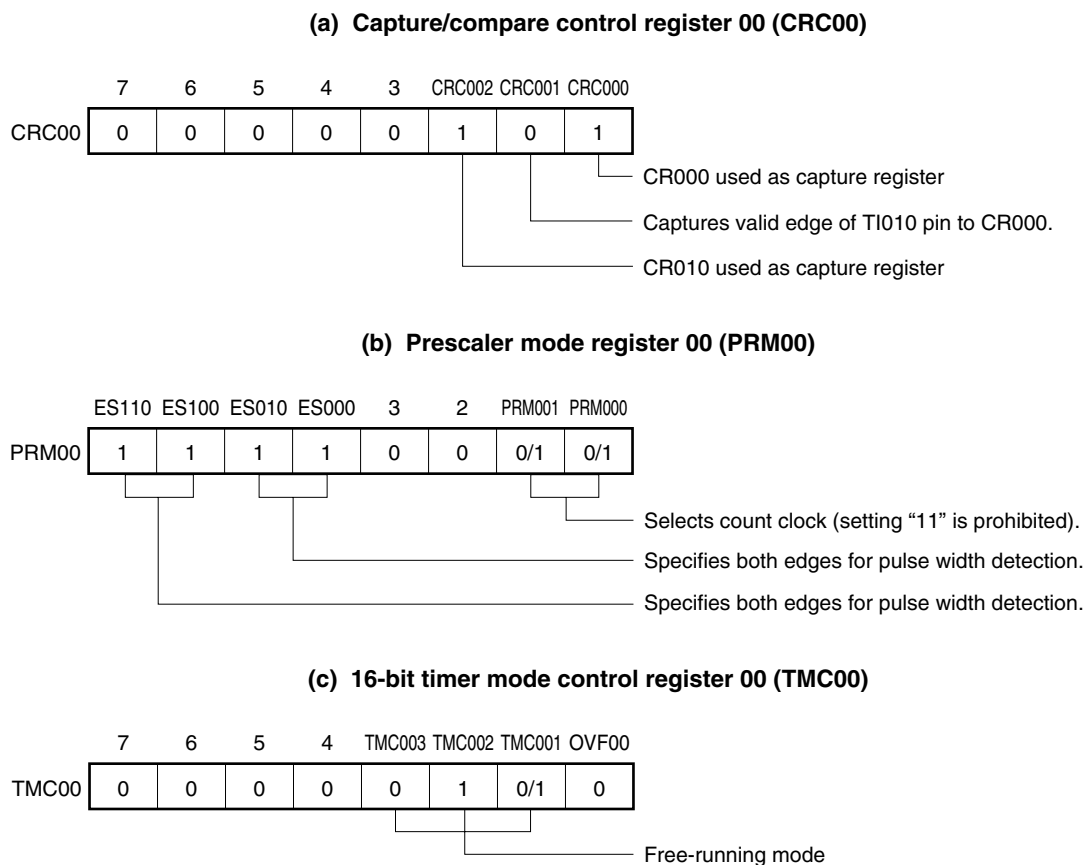 (a) Capture/compare control register 00 (CRC00)
7 6 5 4 3 CRC002 CRC001 CRC000
CRC00 0 0 0 0 0 1 0 1
CR000 used as capture register
Captures valid edge of TI010 pin to CR000.
CR010 used as capture register
(b) Prescaler mode register 00 (PRM00)
ES110 ES100 ES010 ES000 3 2 PRM001 PRM000
PRM00 1 1 1 1 0 0 0/1 0/1
Selects count clock (setting “11” is prohibited).
Specifies both edges for pulse width detection.
Specifies both edges for pulse width detection.
(c) 16-bit timer mode control register 00 (TMC00)
7 6 5 4 TMC003 TMC002 TMC001 OVF00
TMC00 0 0 0 0 0 1 0/1 0
Free-running mode